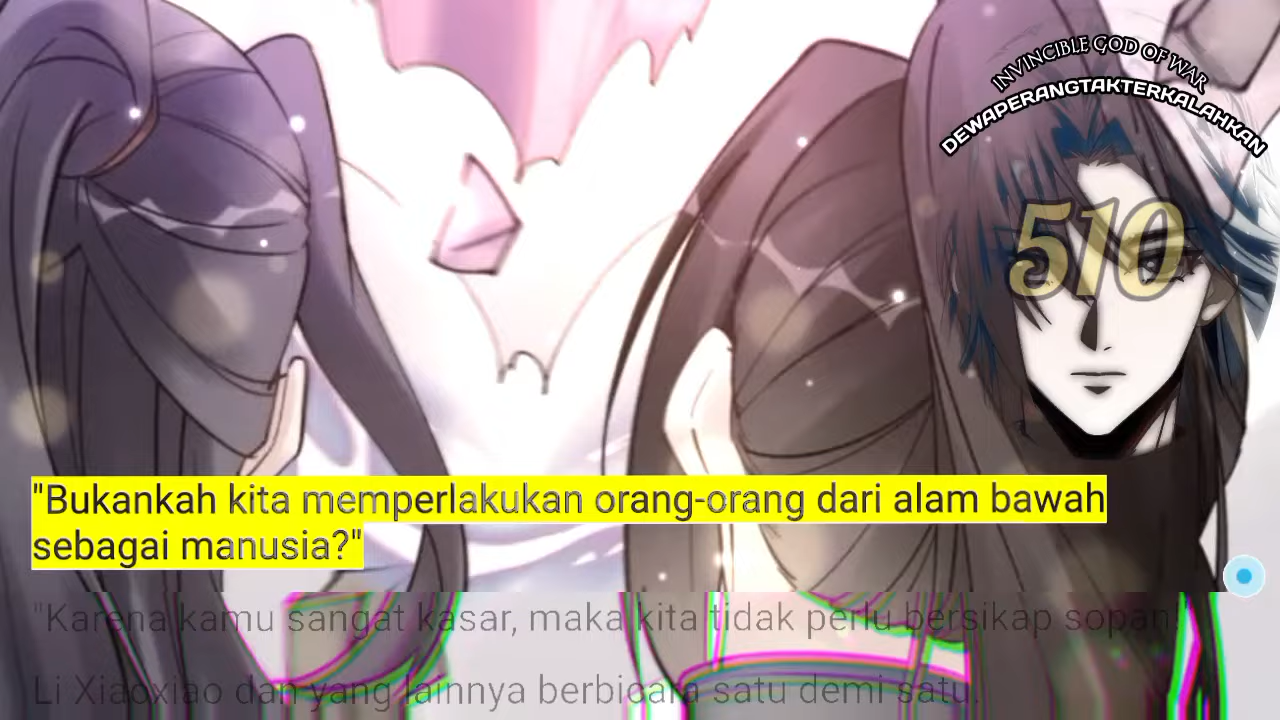 INVINCIBLE GOD OF WAR
DEWAPERANGTAKTERKALAHKAN
510
"Bukankah kita memperlakukan orang-orang dari alam bawah
sebagai manusia?"
"Karena kamu sangat kasar, maka kita tidak perlu bersikap sopan!
Li Xiaoxiao dan yang lainnya berbicara satu demi satu.